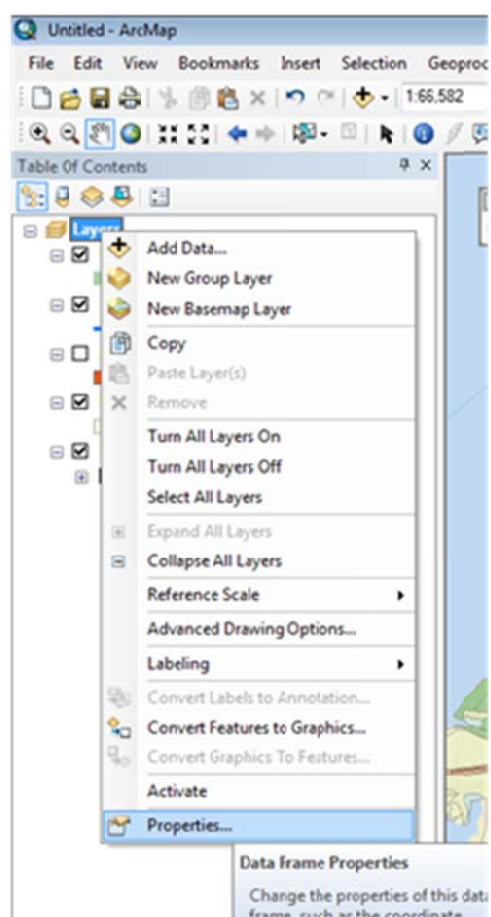 Untitled - ArcMap
File Edit View Bookmarks Insert Selection Geoproc
1:66,582
Table Of Contents
Layers
Add Data...
New Group Layer
New Basemap Layer
Copy
Paste Layer(s)
Remove
Turn All Layers On
Turn All Layers Off
Select All Layers
Expand All Layers
Collapse All Layers
Reference Scale
Advanced Drawing Options...
Labeling
Convert Labels to Annotation...
Convert Features to Graphics...
Convert Graphics To Features...
Activate
Properties...
Data Frame Properties
Change the properties of this data
frame, such as the coordinate